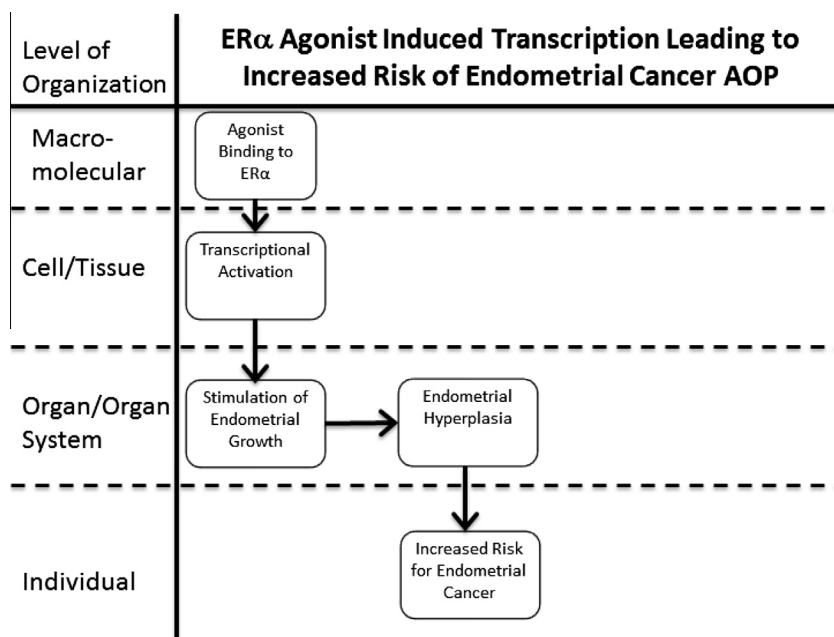 Level of
Organization
ERα Agonist Induced Transcription Leading to
Increased Risk of Endometrial Cancer AOP
Macro-
molecular
Agonist
Binding to
ERα
Cell/Tissue
Transcriptional
Activation
Organ/Organ
System
Stimulation of
Endometrial
Growth
Endometrial
Hyperplasia
Individual
Increased Risk
for Endometrial
Cancer